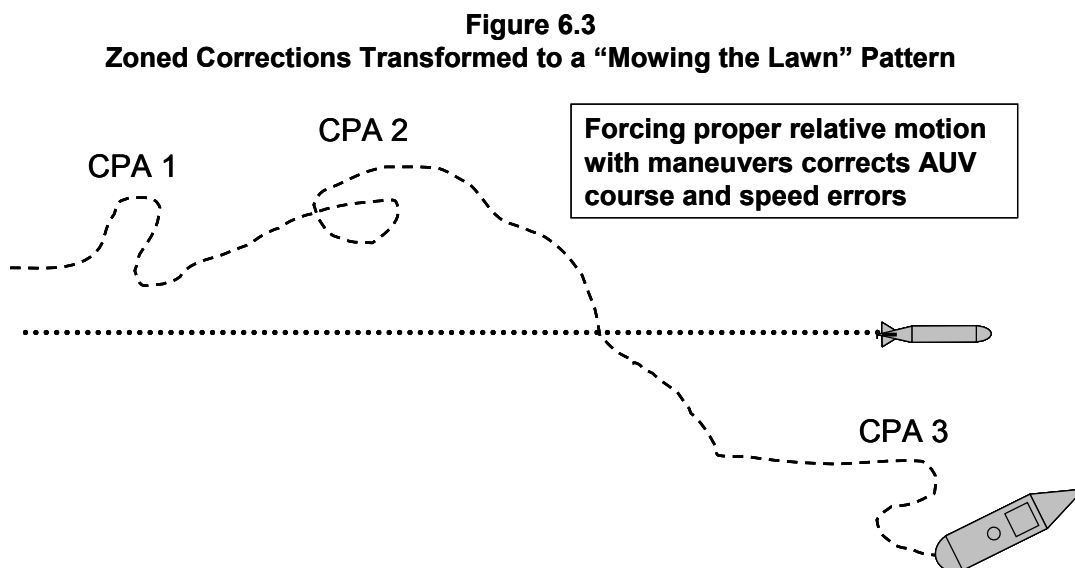 Figure 6.3
Zoned Corrections Transformed to a “Mowing the Lawn” Pattern
CPA 1
CPA 2
Forcing proper relative motion
with maneuvers corrects AUV
course and speed errors
CPA 3